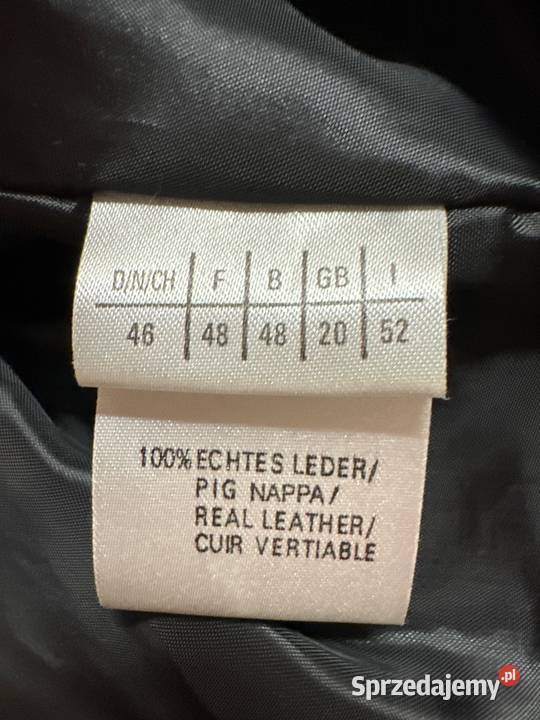 D/N/CH F B GB I
46 48 48 20 52
100% ECHTES LEDER/
PIG NAPPA/
REAL LEATHER/
CUIR VERTIABLE
Sprzedajemy.pl